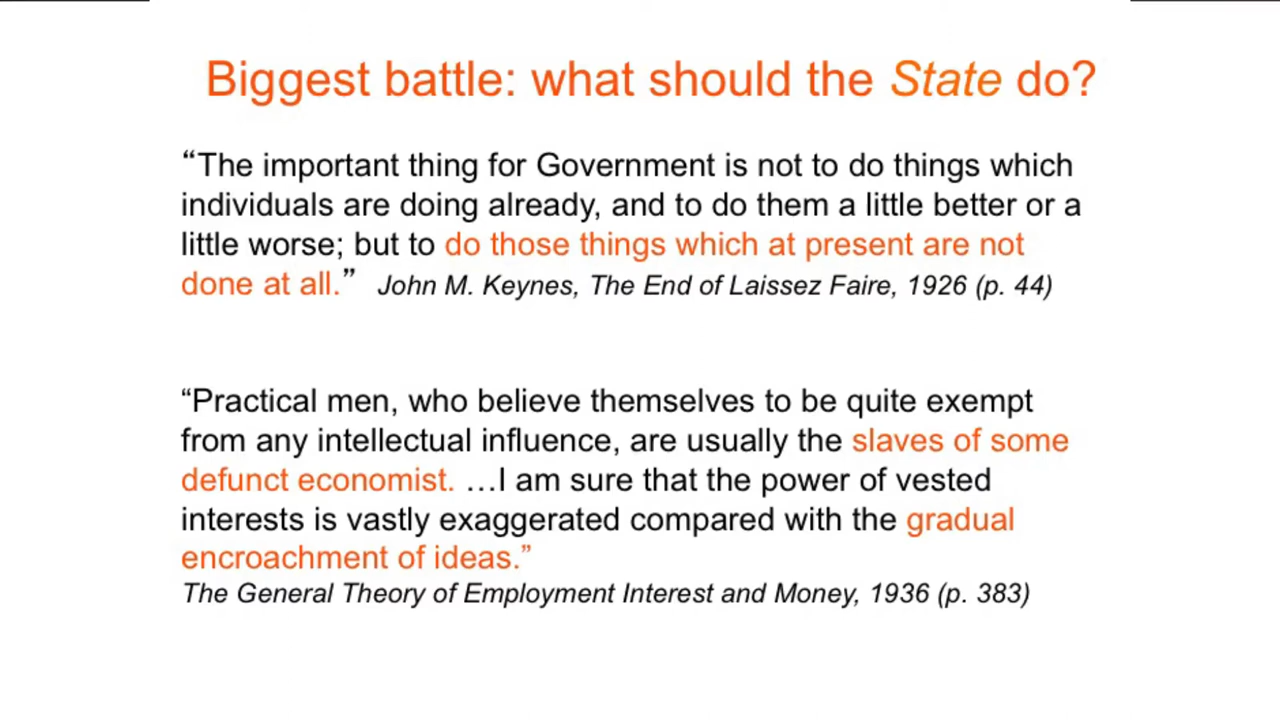 Biggest battle: what should the State do?
“The important thing for Government is not to do things which
individuals are doing already, and to do them a little better or a
little worse; but to do those things which at present are not
done at all.” John M. Keynes, The End of Laissez Faire, 1926 (p. 44)
“Practical men, who believe themselves to be quite exempt
from any intellectual influence, are usually the slaves of some
defunct economist. …I am sure that the power of vested
interests is vastly exaggerated compared with the gradual
encroachment of ideas.”
The General Theory of Employment Interest and Money, 1936 (p. 383)